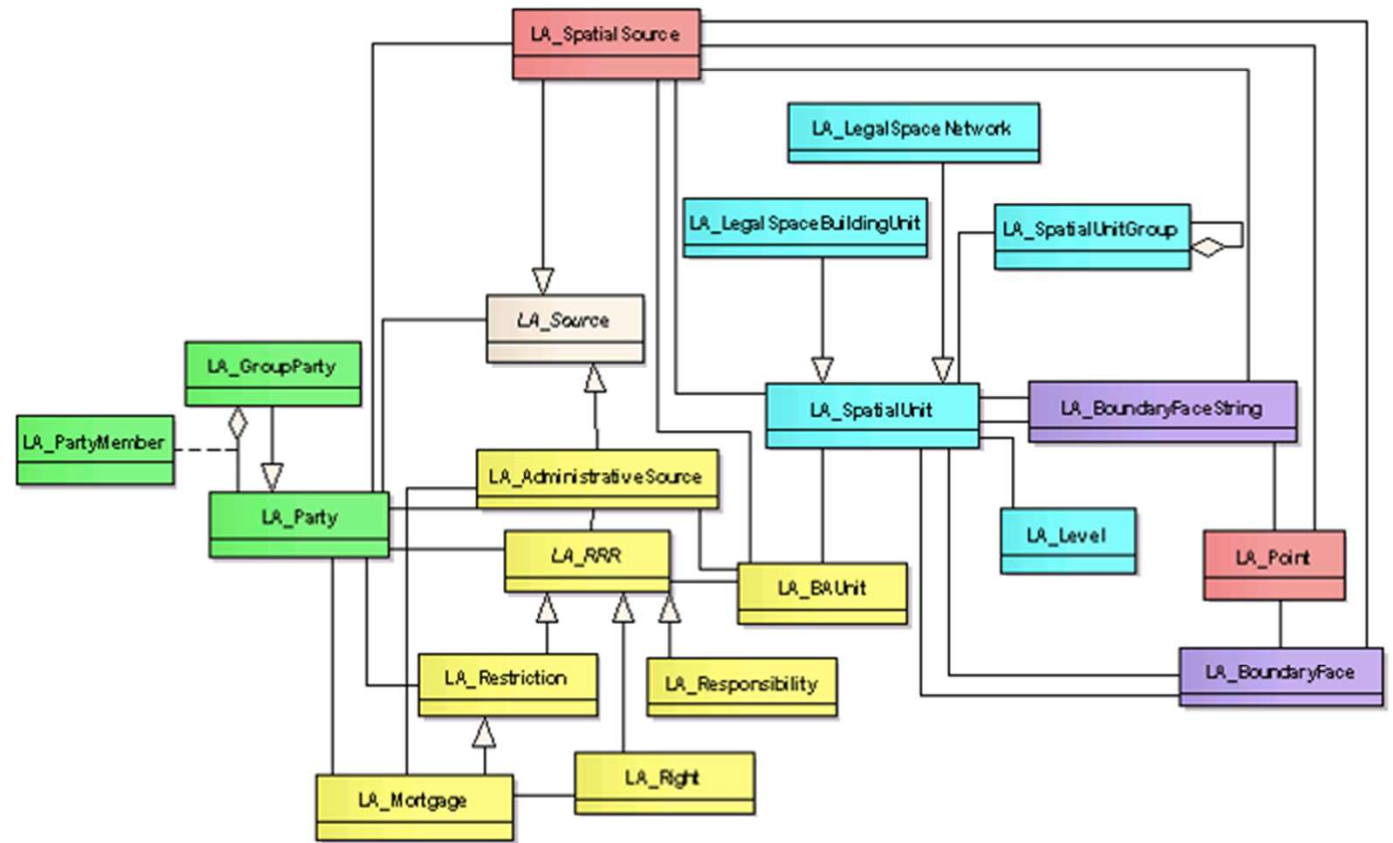 LA_SpatialSource
LA_LegalSpaceNetwork
LA_LegalSpaceBuildingUnit
LA_SpatialUnitGroup
LA_Source
LA_GroupParty
LA_SpatialUnit
LA_BoundaryFaceString
LA_PartyMember
LA_AdministrativeSource
LA_Party
LA_Level
LA_RRR
LA_Point
LA_BAUnit
LA_Restriction
LA_Responsibility
LA_BoundaryFace
LA_Right
LA_Mortgage